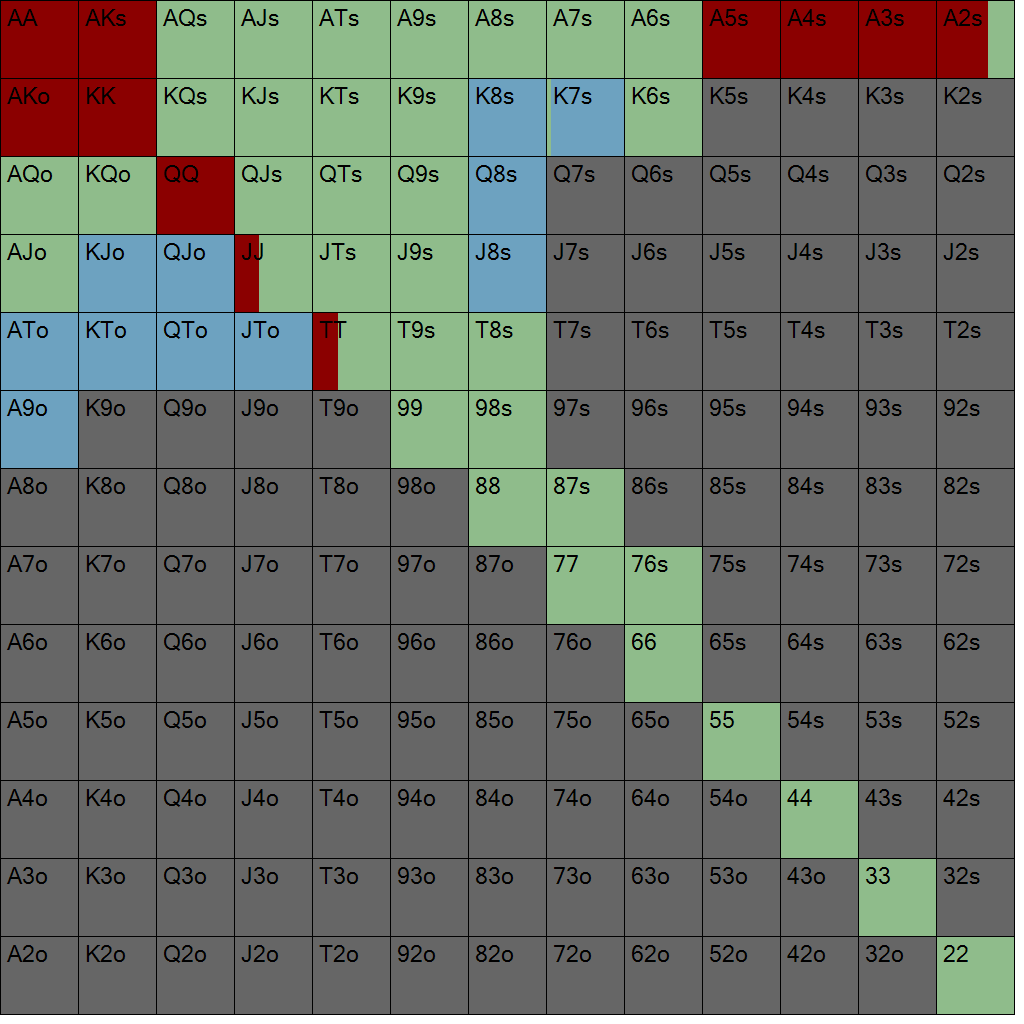 AA AKs AQs AJs ATs A9s A8s A7s A6s A5s A4s A3s A2s
AKo KK KQs KJs KTs K9s K8s K7s K6s K5s K4s K3s K2s
AQo KQo QQ QJs QTs Q9s Q8s Q7s Q6s Q5s Q4s Q3s Q2s
AJo KJo QJo JJ JTs J9s J8s J7s J6s J5s J4s J3s J2s
ATo KTo QTo JTo TT T9s T8s T7s T6s T5s T4s T3s T2s
A9o K9o Q9o J9o T9o 99 98s 97s 96s 95s 94s 93s 92s
A8o K8o Q8o J8o T8o 98o 88 87s 86s 85s 84s 83s 82s
A7o K7o Q7o J7o T7o 97o 87o 77 76s 75s 74s 73s 72s
A6o K6o Q6o J6o T6o 96o 86o 76o 66 65s 64s 63s 62s
A5o K5o Q5o J5o T5o 95o 85o 75o 65o 55 54s 53s 52s
A4o K4o Q4o J4o T4o 94o 84o 74o 64o 54o 44 43s 42s
A3o K3o Q3o J3o T3o 93o 83o 73o 63o 53o 43o 33 32s
A2o K2o Q2o J2o T2o 92o 82o 72o 62o 52o 42o 32o 22